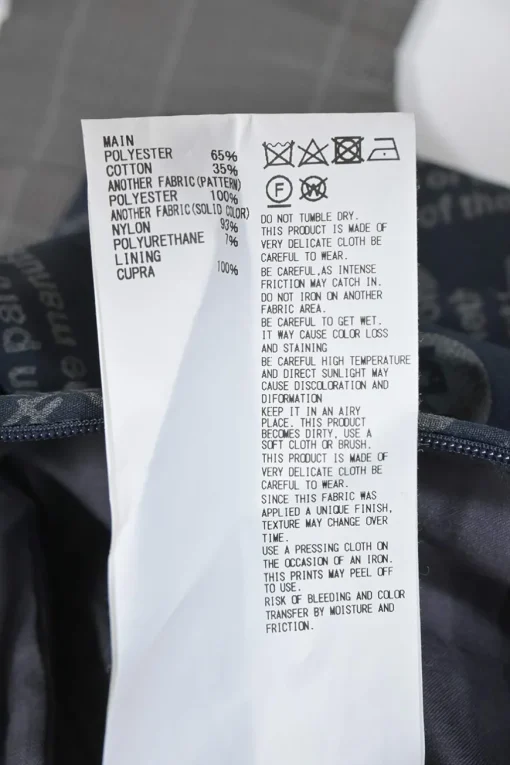 MAIN
POLYESTER 65%
COTTON 35%
ANOTHER FABRIC(PATTERN)
POLYESTER 100%
ANOTHER FABRIC(SOLID COLOR)
NYLON 93%
POLYURETHANE 7%
LINING
CUPRA 100%
F
W
DO NOT TUMBLE DRY.
THIS PRODUCT IS MADE OF
VERY DELICATE CLOTH BE
CAREFUL TO WEAR.
BE CAREFUL,AS INTENSE
FRICTION MAY CATCH IN.
DO NOT IRON ON ANOTHER
FABRIC AREA.
BE CAREFUL TO GET WET.
IT WAY CAUSE COLOR LOSS
AND STAINING
BE CAREFUL HIGH TEMPERATURE
AND DIRECT SUNLIGHT MAY
CAUSE DISCOLORATION AND
DIFORMATION
KEEP IT IN AN AIRY
PLACE. THIS PRODUCT
BECOMES DIRTY, USE A
SOFT CLOTH OR BRUSH.
THIS PRODUCT IS MADE OF
VERY DELICATE CLOTH BE
CAREFUL TO WEAR.
SINCE THIS FABRIC WAS
APPLIED A UNIQUE FINISH,
TEXTURE MAY CHANGE OVER
TIME.
USE A PRESSING CLOTH ON
THE OCCASION OF AN IRON.
THIS PRINTS MAY PEEL OFF
TO USE.
RISK OF BLEEDING AND COLOR
TRANSFER BY MOISTURE AND
FRICTION.
of the